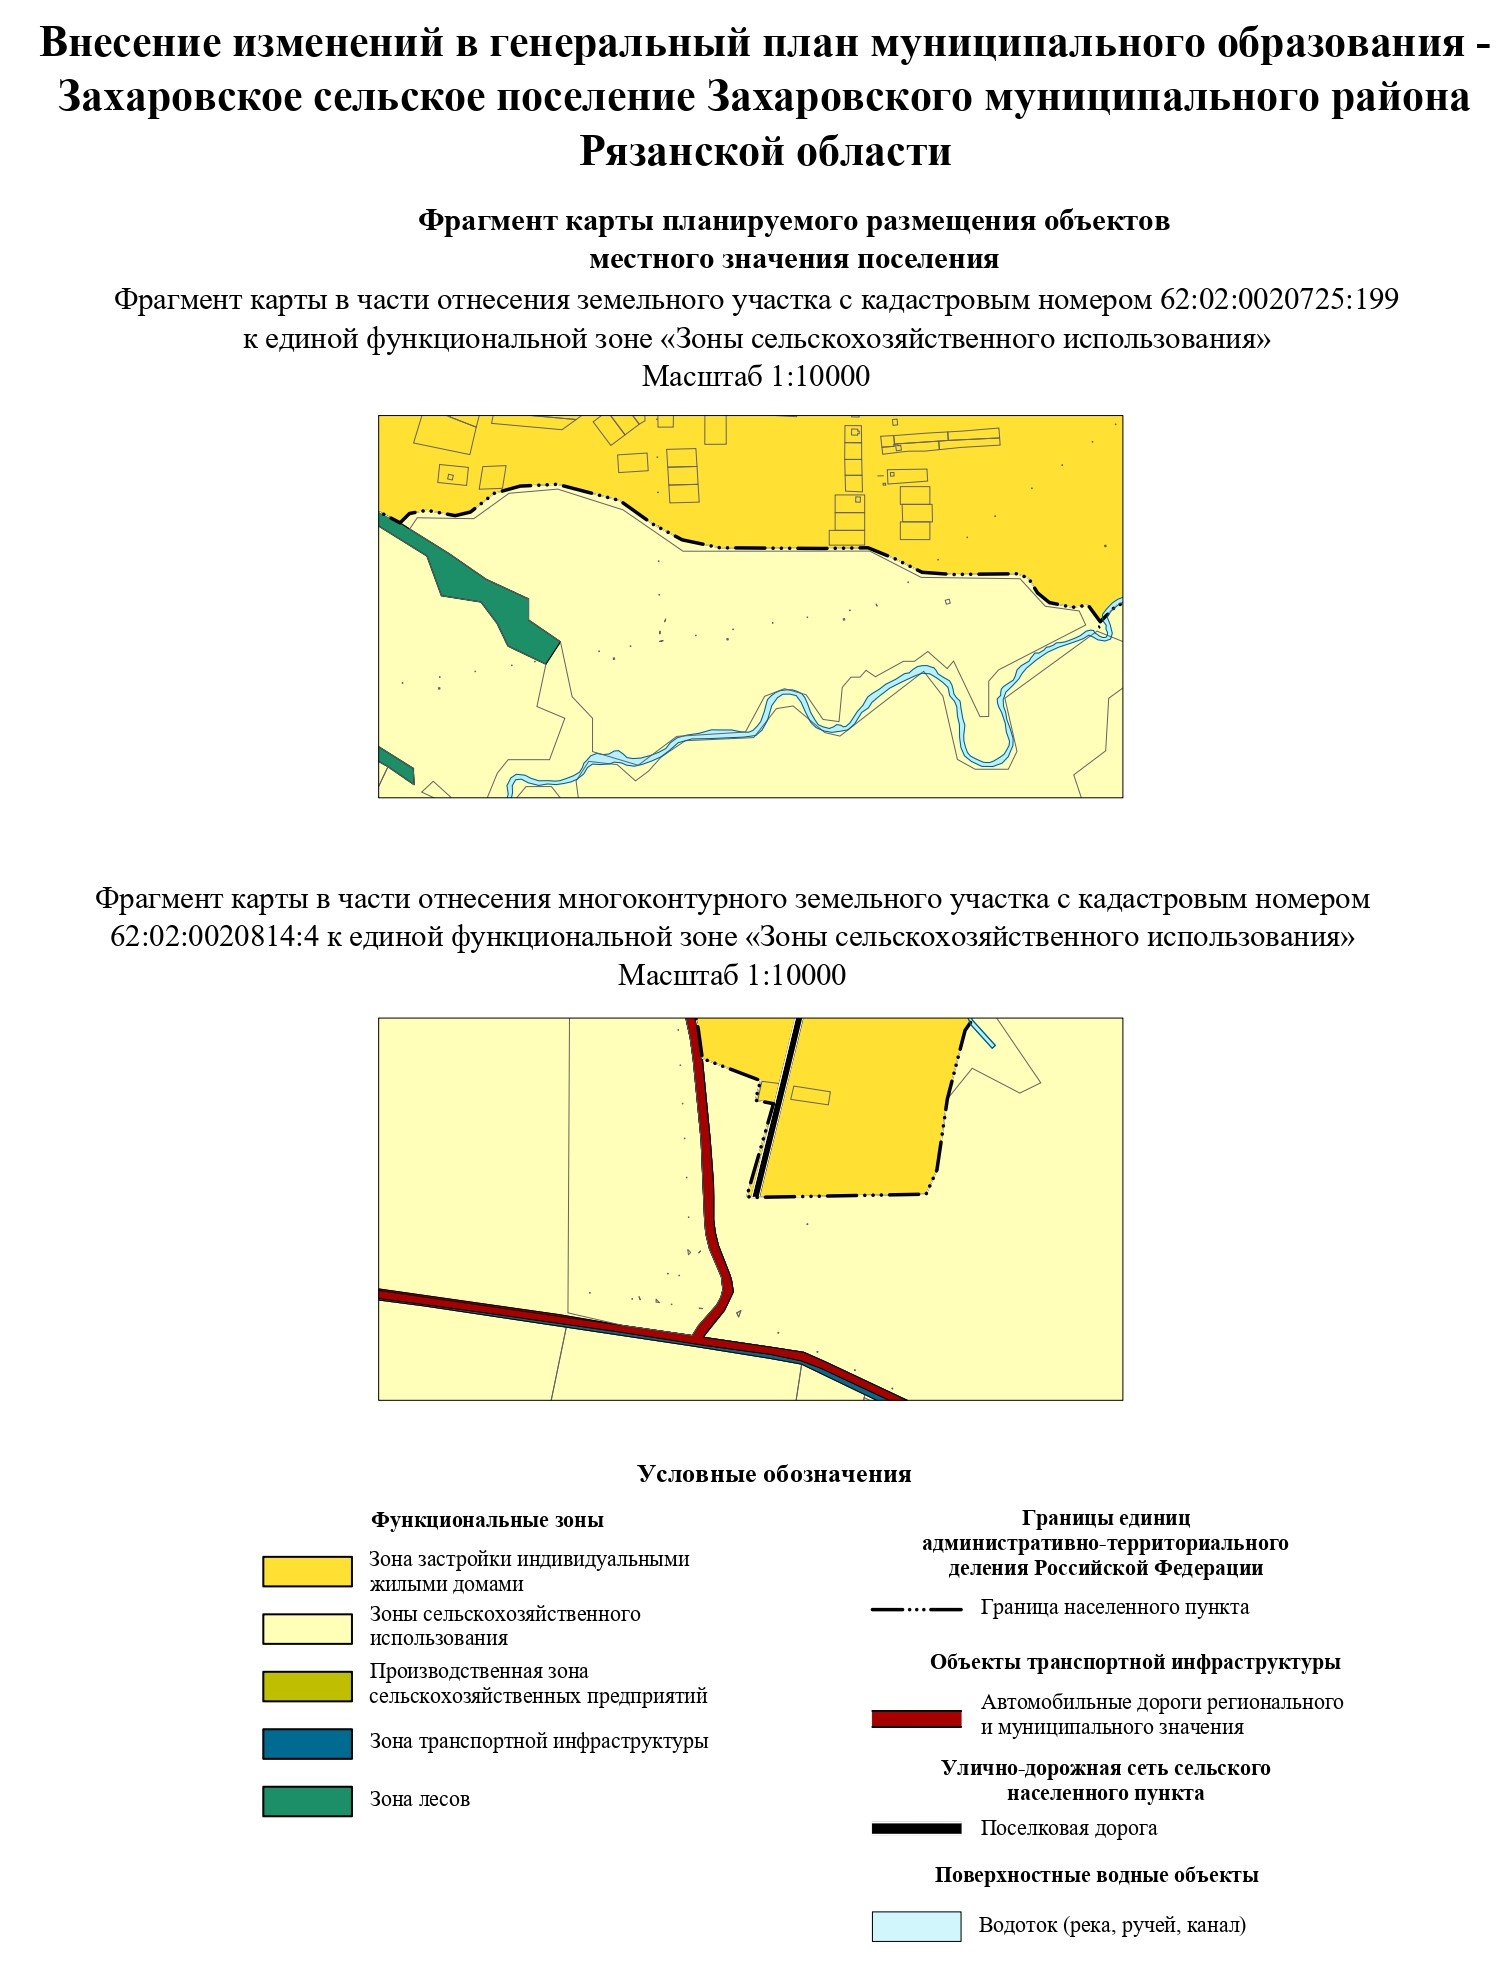 Внесение изменений в генеральный план муниципального образования -
Захаровское сельское поселение Захаровского муниципального района
Рязанской области
Фрагмент карты планируемого размещения объектов
местного значения поселения
Фрагмент карты в части отнесения земельного участка с кадастровым номером 62:02:0020725:199
к единой функциональной зоне «Зоны сельскохозяйственного использования»
Масштаб 1:10000
Фрагмент карты в части отнесения многоконтурного земельного участка с кадастровым номером
62:02:0020814:4 к единой функциональной зоне «Зоны сельскохозяйственного использования»
Масштаб 1:10000
Условные обозначения
Функциональные зоны
Зона застройки индивидуальными
жилыми домами
Зоны сельскохозяйственного
использования
Производственная зона
сельскохозяйственных предприятий
Зона транспортной инфраструктуры
Зона лесов
Границы единиц
административно-территориального
деления Российской Федерации
Граница населенного пункта
Объекты транспортной инфраструктуры
Автомобильные дороги регионального
и муниципального значения
Улично-дорожная сеть сельского
населенного пункта
Поселковая дорога
Поверхностные водные объекты
Водоток (река, ручей, канал)